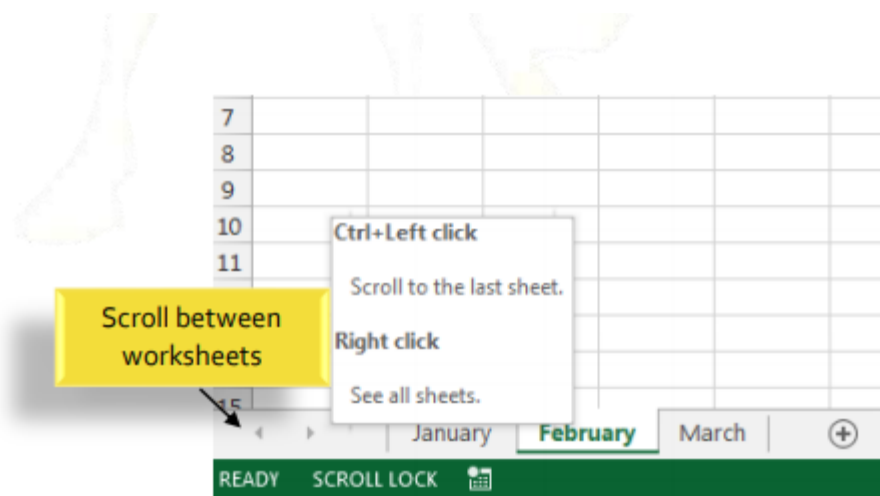 7
8
9
10
11
Ctrl+Left click
Scroll to the last sheet.
Right click
See all sheets.
Scroll between
worksheets
15
January February March
READY SCROLL LOCK